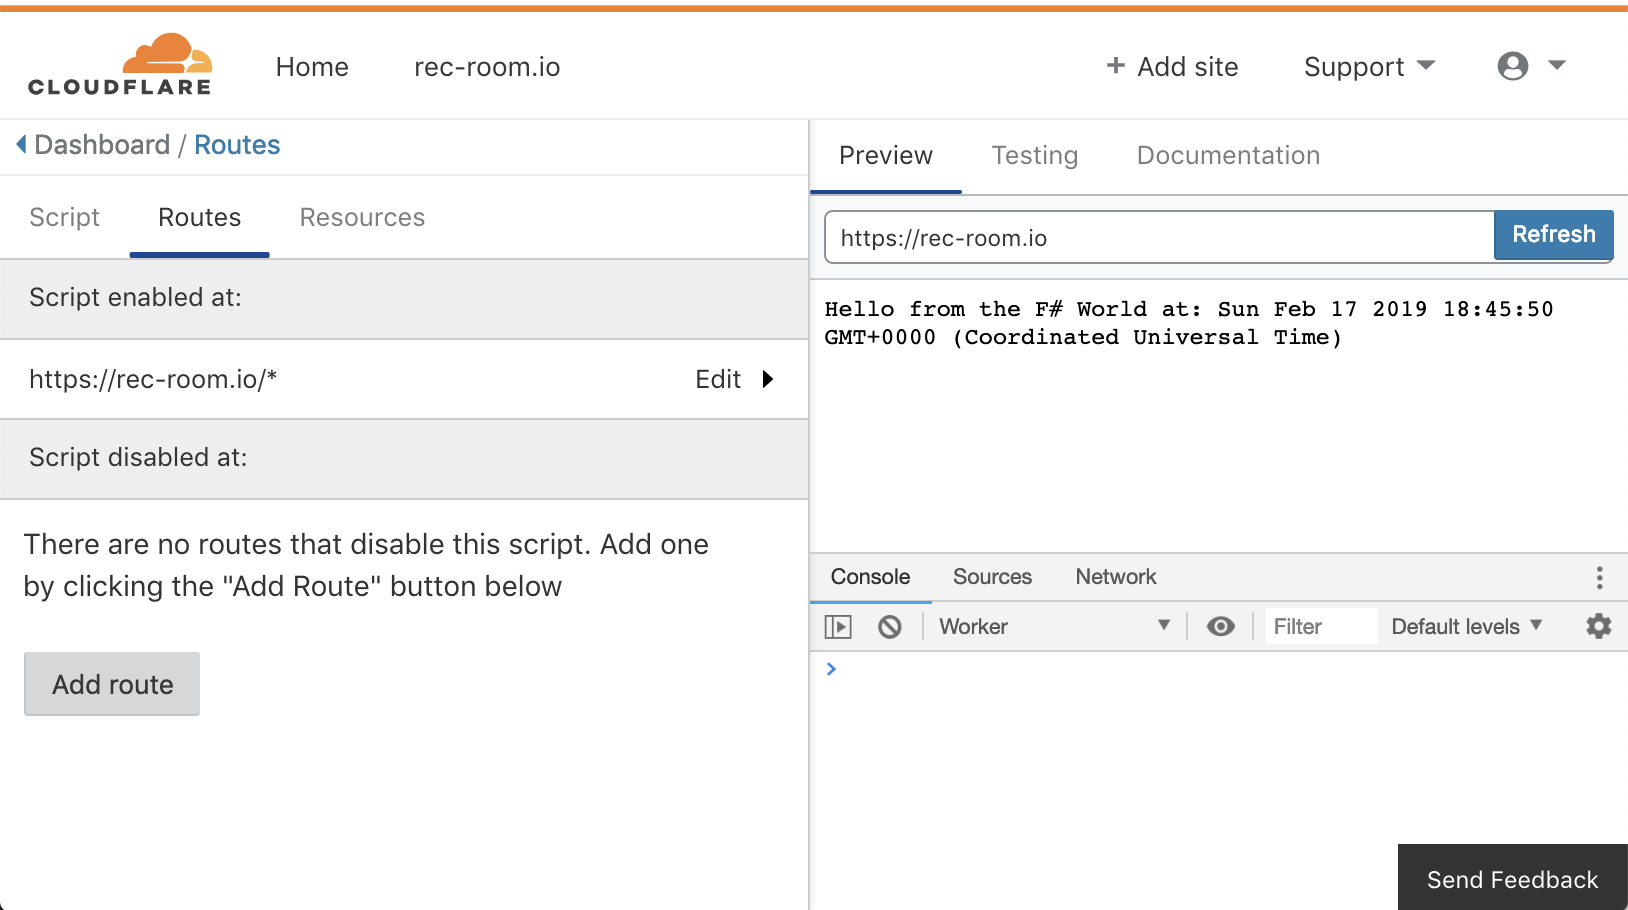 CLOUDFLARE
Home
rec-room.io
+ Add site
Support
Dashboard / Routes
Script
Routes
Resources
Script enabled at:
https://rec-room.io/*
Edit
Script disabled at:
There are no routes that disable this script. Add one
by clicking the "Add Route" button below
Add route
Preview
Testing
Documentation
https://rec-room.io
Refresh
Hello from the F# World at: Sun Feb 17 2019 18:45:50
GMT+0000 (Coordinated Universal Time)
Console
Sources
Network
Worker
Filter
Default levels
Send Feedback